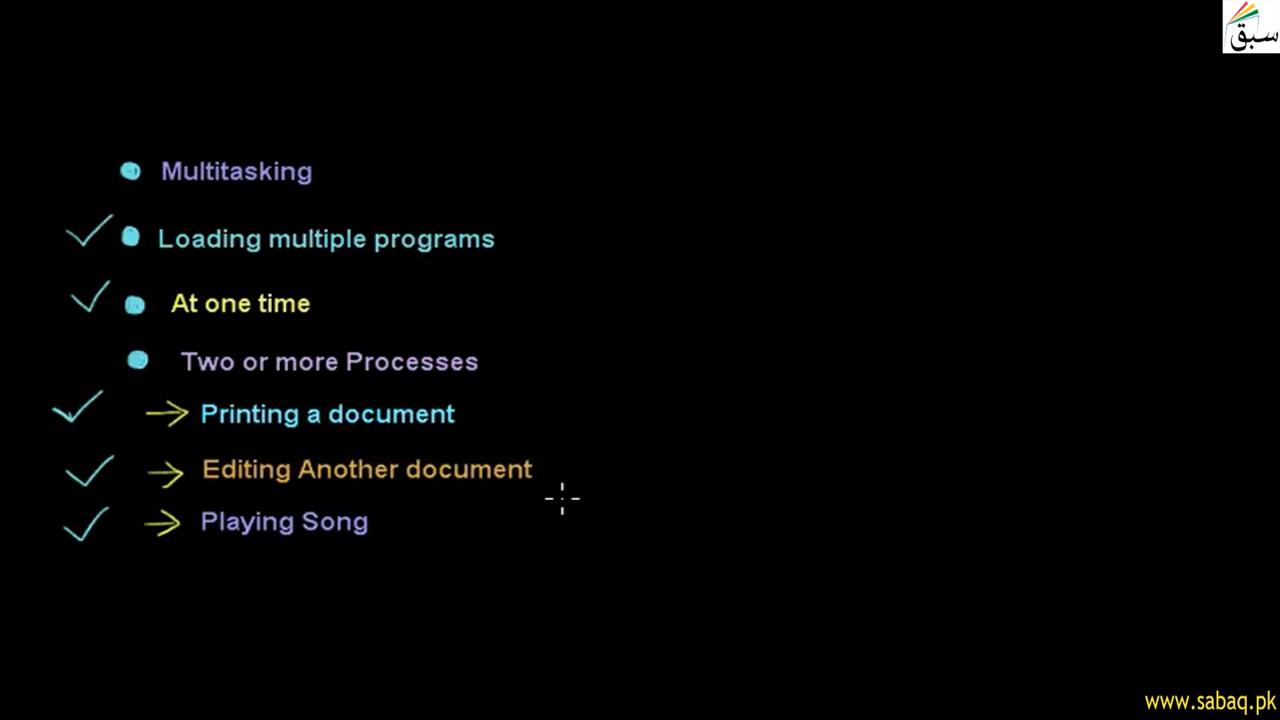 سبق
Multitasking
Loading multiple programs
At one time
Two or more Processes
Printing a document
Editing Another document
Playing Song
www.sabaq.pk